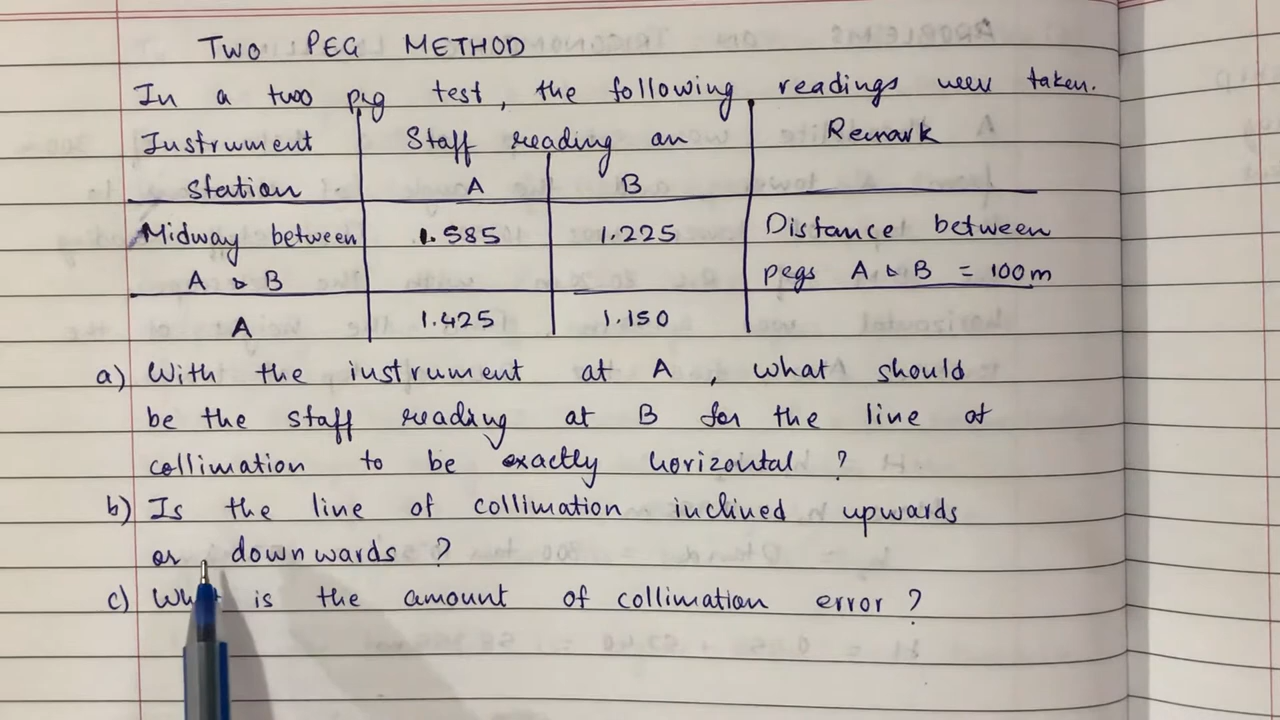 TWO PEG METHOD
In a two peg test, the following readings were taken.
Instrument Station | Staff reading on | Remark
A | B
Midway between A & B | 1.585 | 1.225 | Distance between pegs A & B = 100m
A | 1.425 | 1.150
a) With the instrument at A, what should
be the staff reading at B for the line of
collimation to be exactly horizontal ?
b) Is the line of collimation inclined upwards
or downwards ?
c) What is the amount of collimation error ?